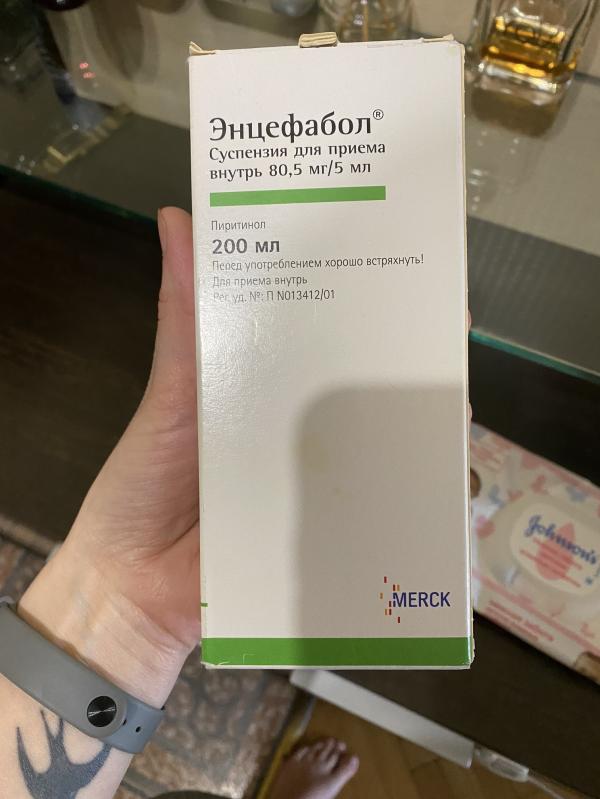 Энцефабол®
Суспензия для приема
внутрь 80,5 мг/5 мл
Пиритинол
200 мл
Перед употреблением хорошо встряхнуть!
Для приема внутрь
Рег. уд. №: П N013412/01
MERCK
Johnson's